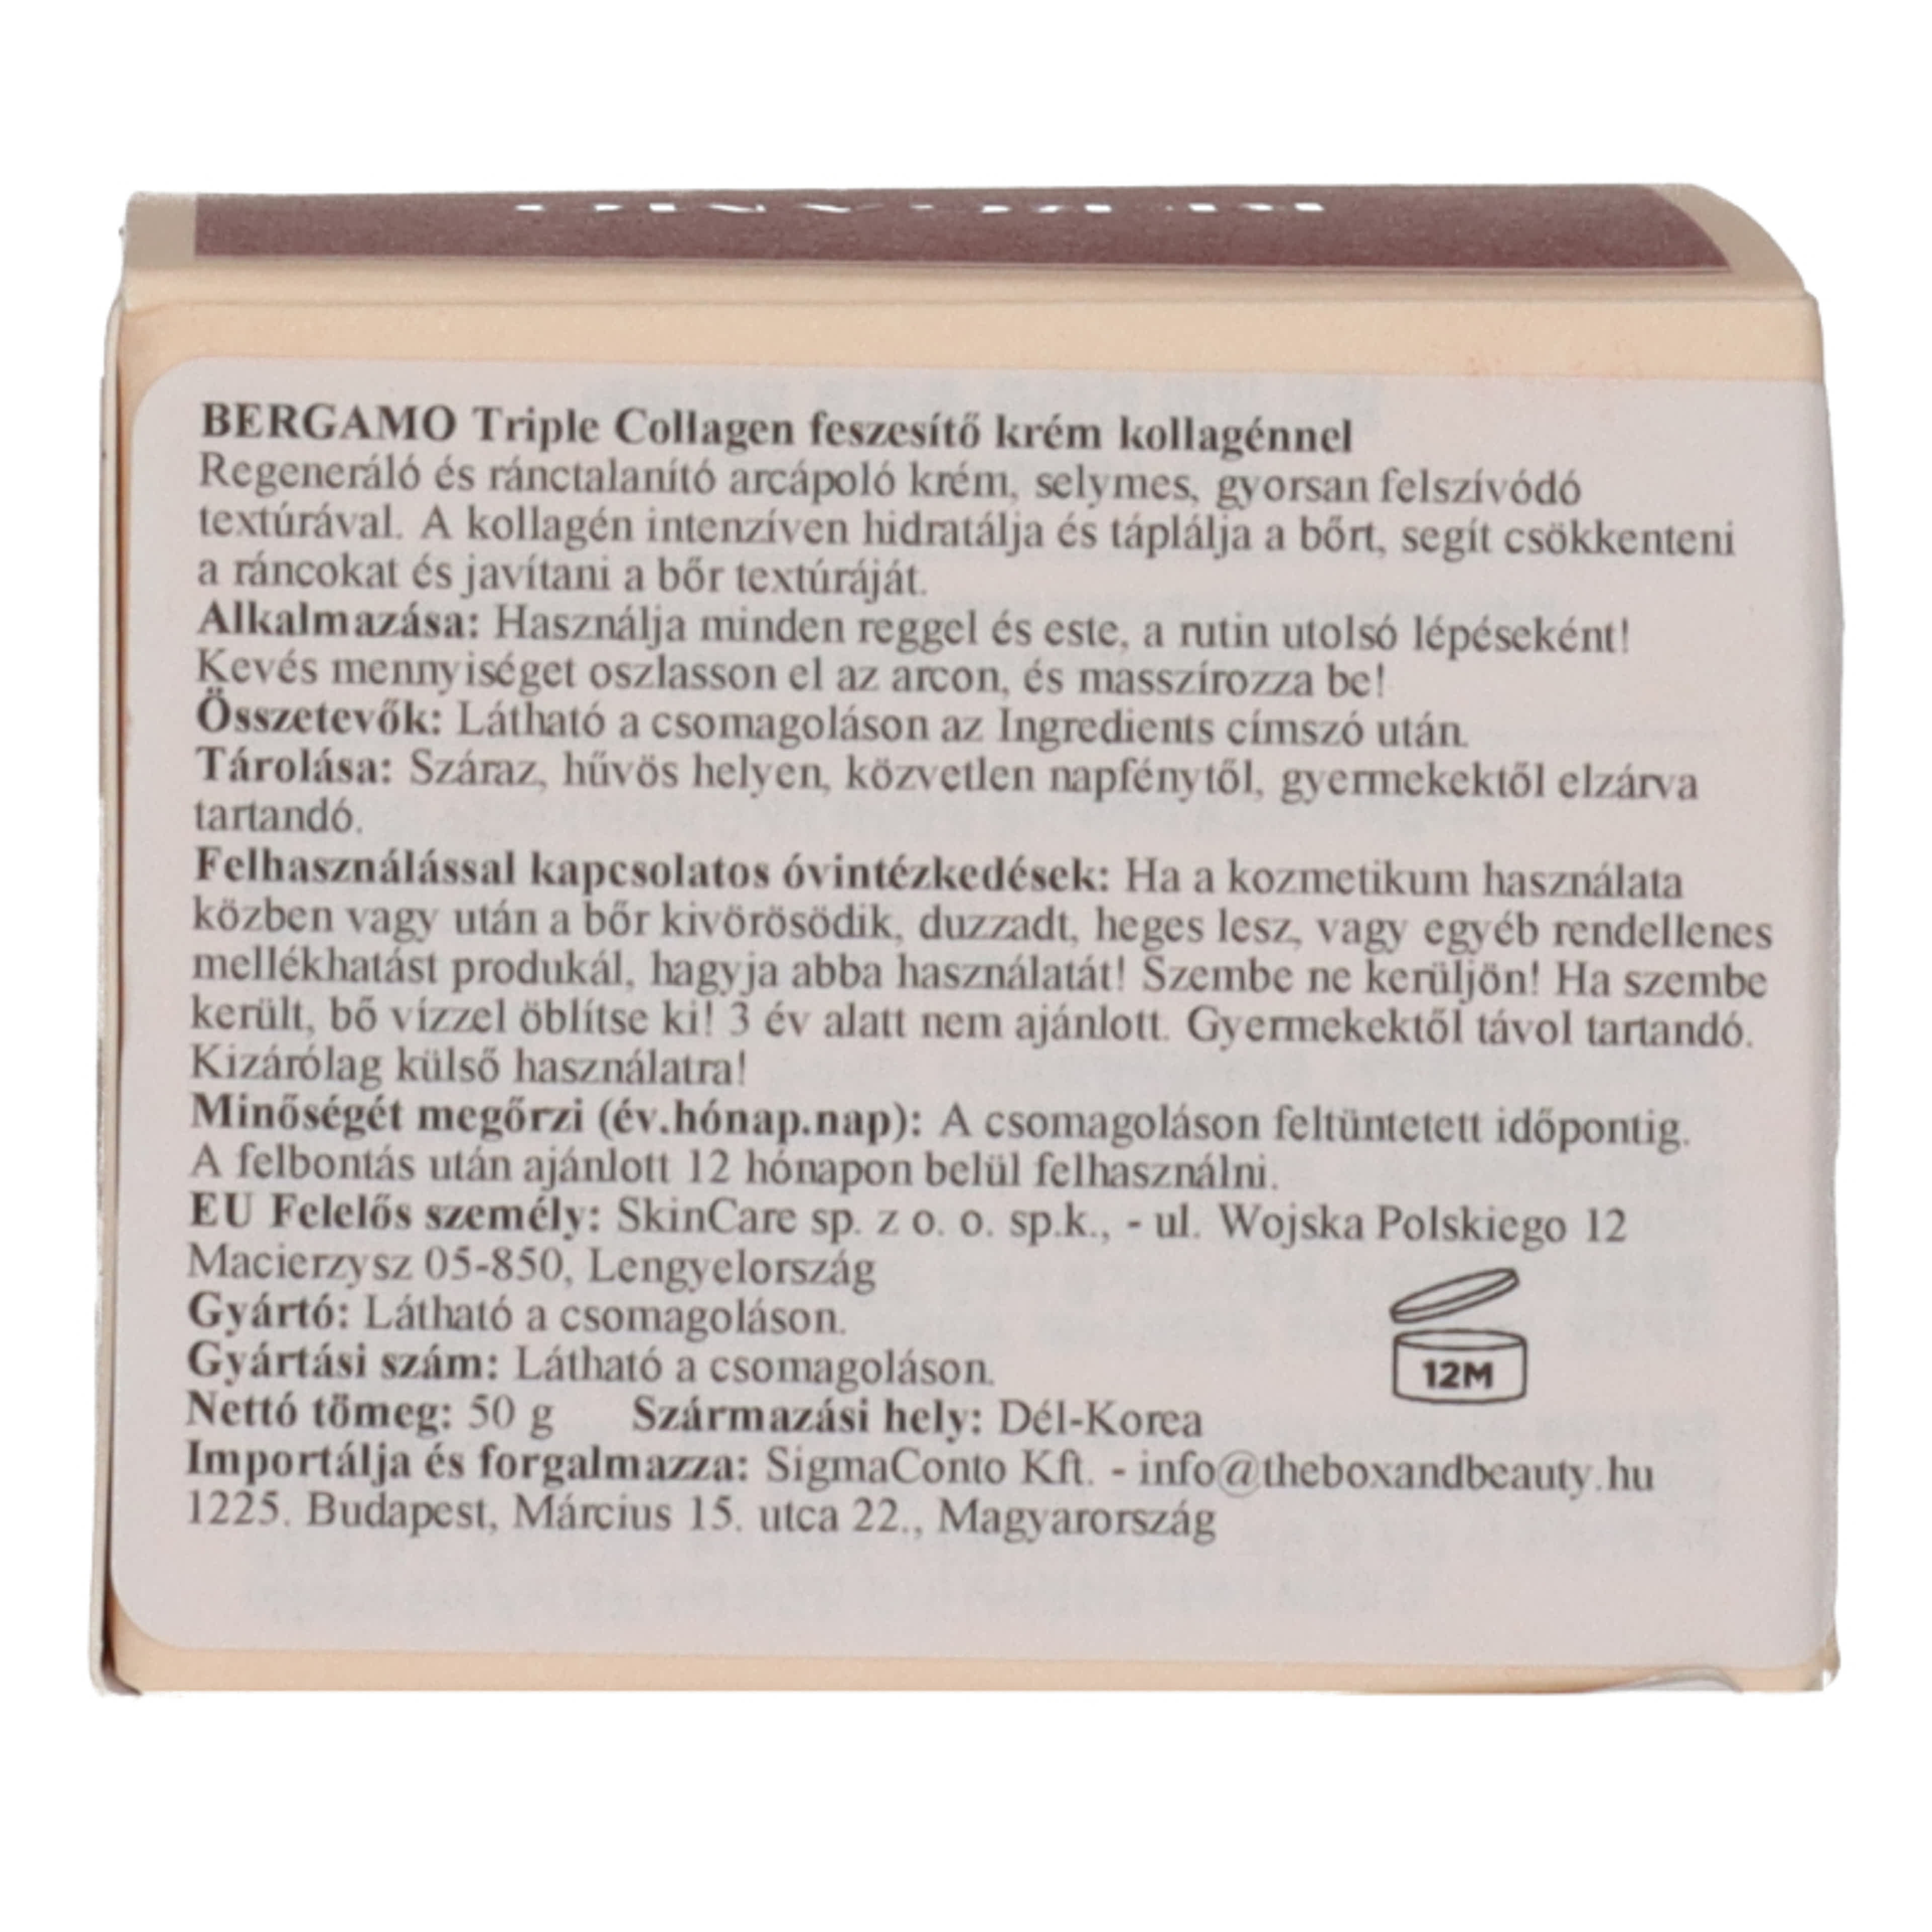 BERGAMO Triple Collagen feszesítő krém kollagénnel
Regeneráló és ránctalanító arcápoló krém, selymes, gyorsan felszívódó
textúrával. A kollagén intenzíven hidratálja és táplálja a bőrt, segít csökkenteni
a ráncokat és javítani a bőr textúráját.
Alkalmazása: Használja minden reggel és este, a rutin utolsó lépéseként!
Kevés mennyiséget oszlasson el az arcon, és masszírozza be!
Összetevők: Látható a csomagoláson az Ingredients címszó után.
Tárolása: Száraz, hűvös helyen, közvetlen napfénytől, gyermekektől elzárva
tartandó.
Felhasználással kapcsolatos óvintézkedések: Ha a kozmetikum használata
közben vagy után a bőr kivörösödik, duzzadt, heges lesz, vagy egyéb rendellenes
mellékhatást produkál, hagyja abba használatát! Szembe ne kerüljön! Ha szembe
került, bő vízzel öblítse ki! 3 év alatt nem ajánlott. Gyermekektől távol tartandó.
Kizárólag külső használatra!
Minőségét megőrzi (év.hónap.nap): A csomagoláson feltüntetett időpontig.
A felbontás után ajánlott 12 hónapon belül felhasználni.
EU Felelős személy: SkinCare sp. z o. o. sp.k., - ul. Wojska Polskiego 12
Macierzysz 05-850, Lengyelország
Gyártó: Látható a csomagoláson.
Gyártási szám: Látható a csomagoláson.
12M
Nettó tömeg: 50 g Származási hely: Dél-Korea
Importálja és forgalmazza: SigmaConto Kft. - info@theboxandbeauty.hu
1225. Budapest, Március 15. utca 22., Magyarország